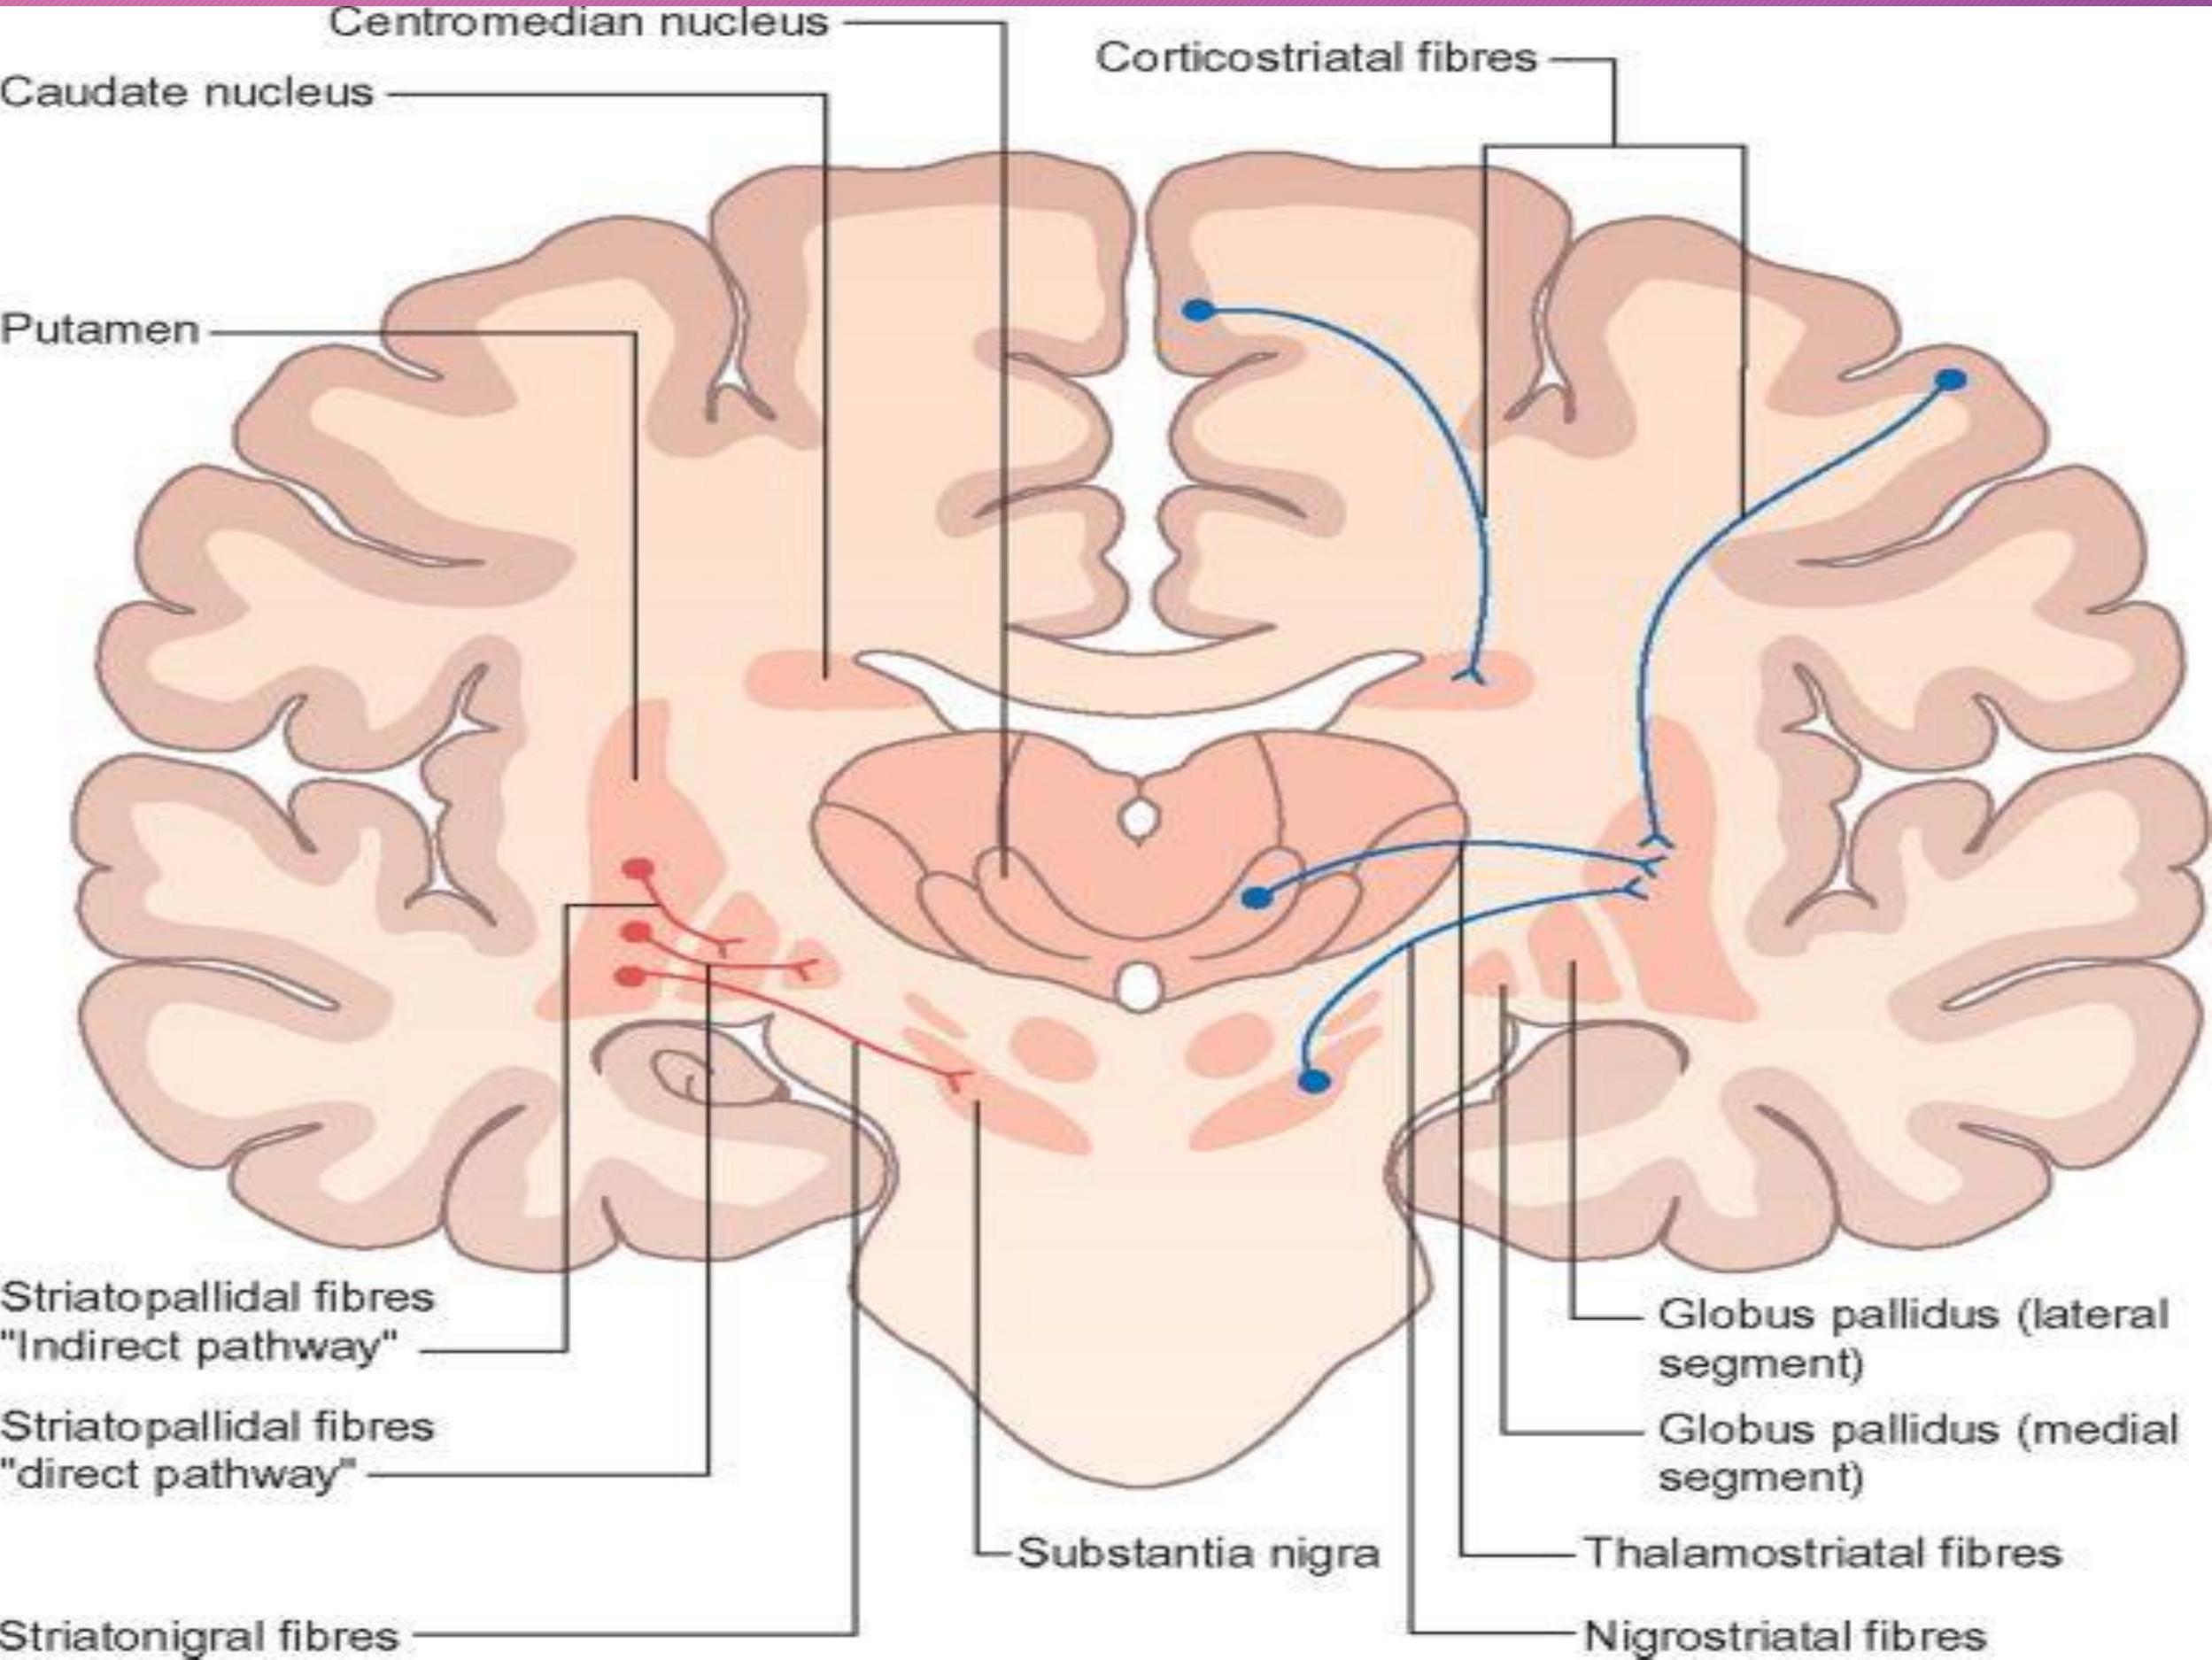 Centromedian nucleus
Corticostriatal fibres
Caudate nucleus
Putamen
Striatopallidal fibres
"Indirect pathway"
Striatopallidal fibres
"direct pathway"
Striatonigral fibres
Substantia nigra
Globus pallidus (lateral
segment)
Globus pallidus (medial
segment)
Thalamostriatal fibres
Nigrostriatal fibres